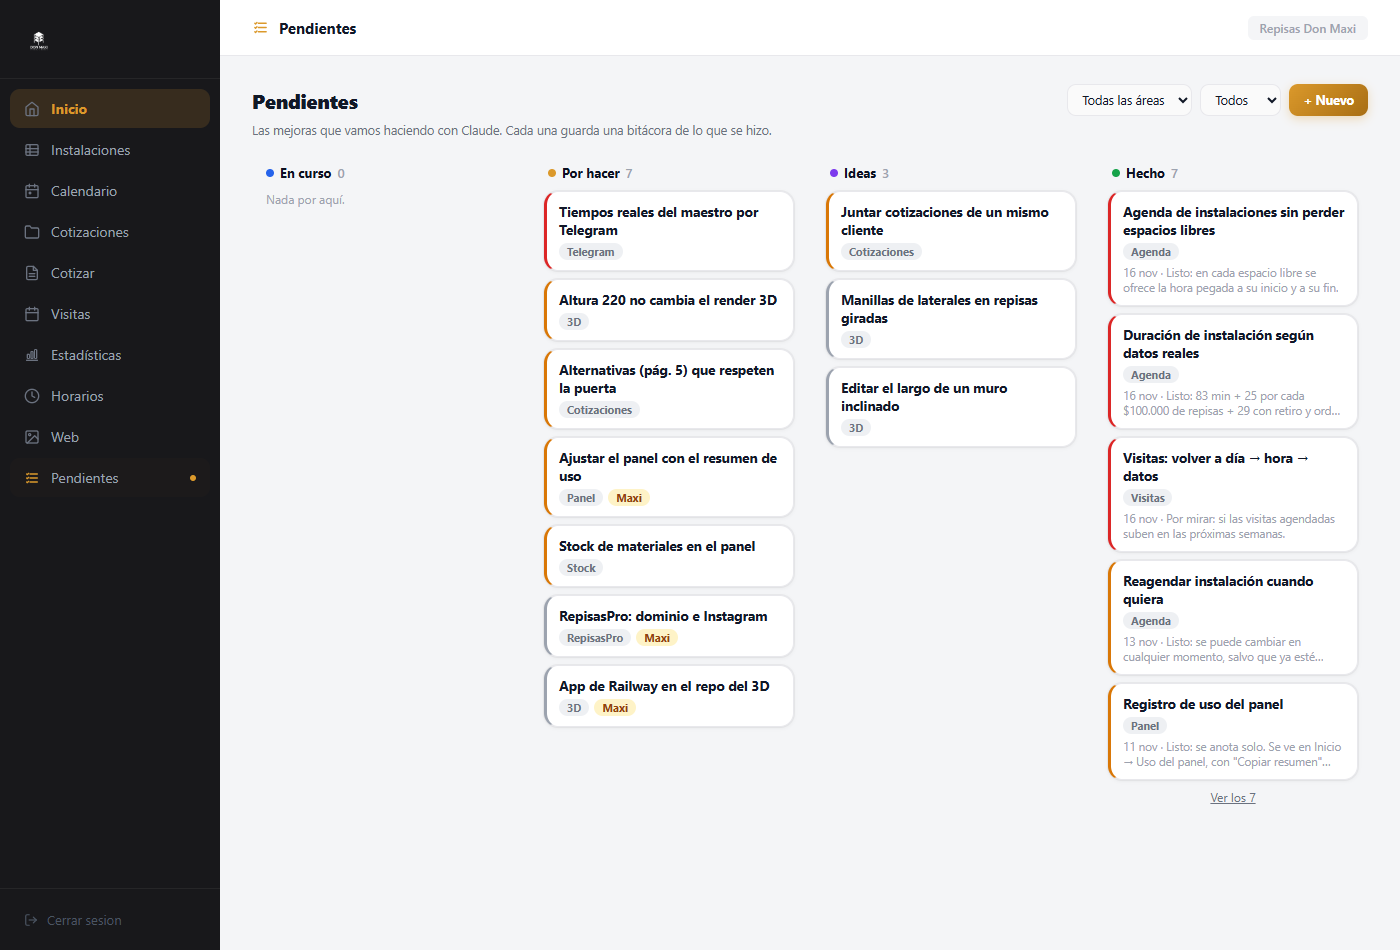 DON MAXI
Inicio
Instalaciones
Calendario
Cotizaciones
Cotizar
Visitas
Estadísticas
Horarios
Web
Pendientes
Cerrar sesion
Pendientes
Repisas Don Maxi
Pendientes
Las mejoras que vamos haciendo con Claude. Cada una guarda una bitácora de lo que se hizo.
Todas las áreas
Todos
+ Nuevo
En curso 0
Nada por aquí.
Por hacer 7
Tiempos reales del maestro por
Telegram
Telegram
Altura 220 no cambia el render 3D
3D
Alternativas (pág. 5) que respeten
la puerta
Cotizaciones
Ajustar el panel con el resumen de
uso
Panel Maxi
Stock de materiales en el panel
Stock
RepisasPro: dominio e Instagram
RepisasPro Maxi
App de Railway en el repo del 3D
3D Maxi
Ideas 3
Juntar cotizaciones de un mismo
cliente
Cotizaciones
Manillas de laterales en repisas
giradas
3D
Editar el largo de un muro
inclinado
3D
Hecho 7
Agenda de instalaciones sin perder
espacios libres
Agenda
16 nov · Listo: en cada espacio libre se
ofrece la hora pegada a su inicio y a su fin.
Duración de instalación según
datos reales
Agenda
16 nov · Listo: 83 min + 25 por cada
$100.000 de repisas + 29 con retiro y ord...
Visitas: volver a día → hora →
datos
Visitas
16 nov · Por mirar: si las visitas agendadas
suben en las próximas semanas.
Reagendar instalación cuando
quiera
Agenda
13 nov · Listo: se puede cambiar en
cualquier momento, salvo que ya esté...
Registro de uso del panel
Panel
11 nov · Listo: se anota solo. Se ve en Inicio
→ Uso del panel, con "Copiar resumen"...
Ver los 7